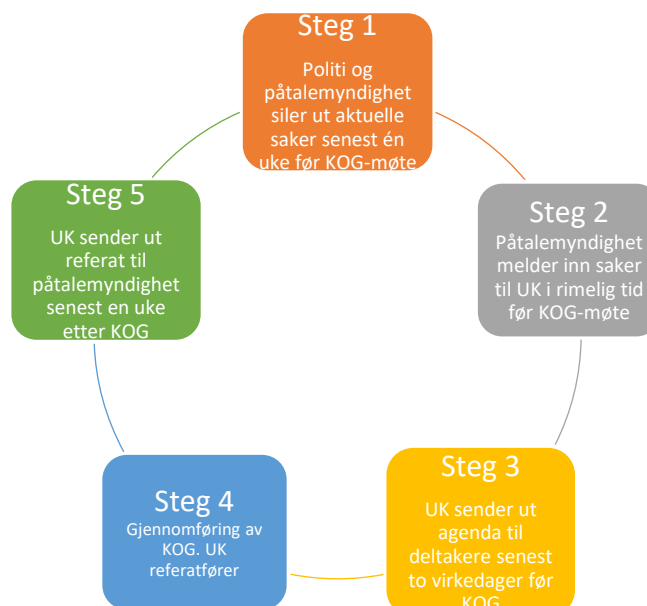 Steg 1
Politi og
påtalemyndighet
siler ut aktuelle
saker senest én
uke før KOG-møte
Steg 2
Påtalemyndighet
melder inn saker
til UK i rimelig tid
før KOG-møte
Steg 3
UK sender ut
agenda til
deltakere senest
to virkedager før
KOG
Steg 4
Gjennomføring av
KOG. UK
referatfører
Steg 5
UK sender ut
referat til
påtalemyndighet
senest en uke
etter KOG